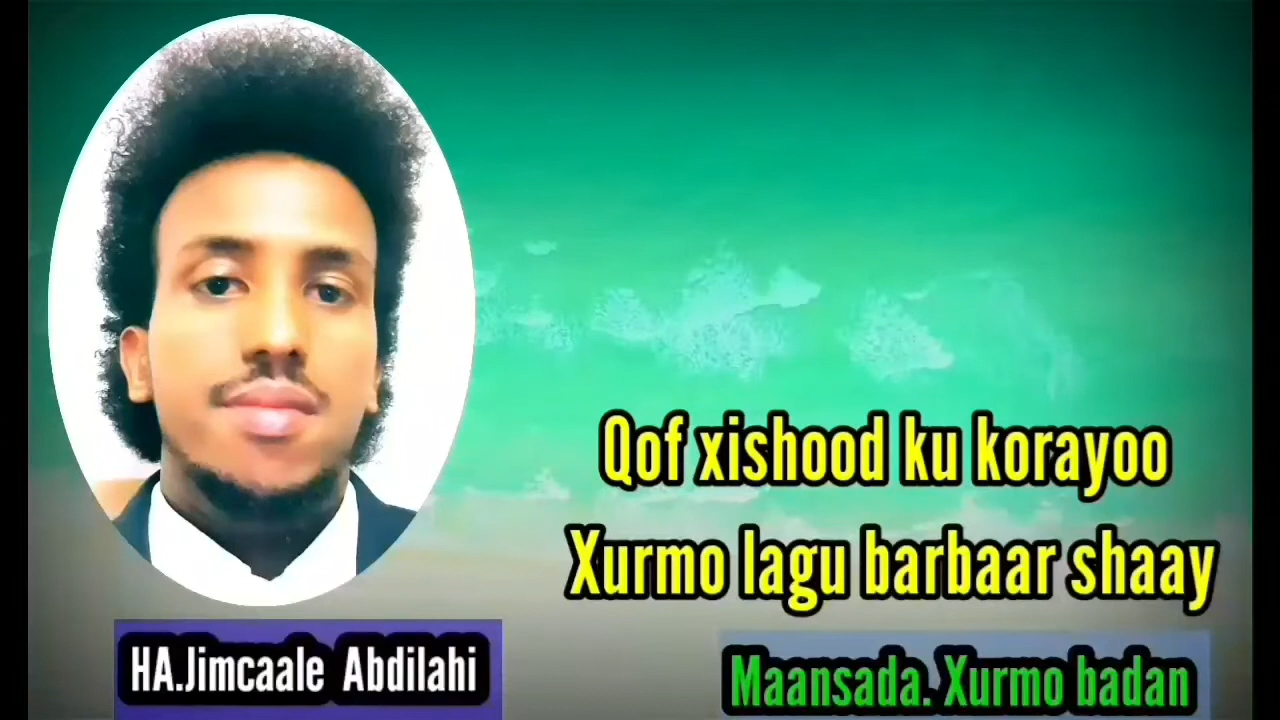 Qof xishood ku korayoo
Xurmo lagu barbaar shaay
HA.Jimcaale Abdilahi
Maansada. Xurmo badan